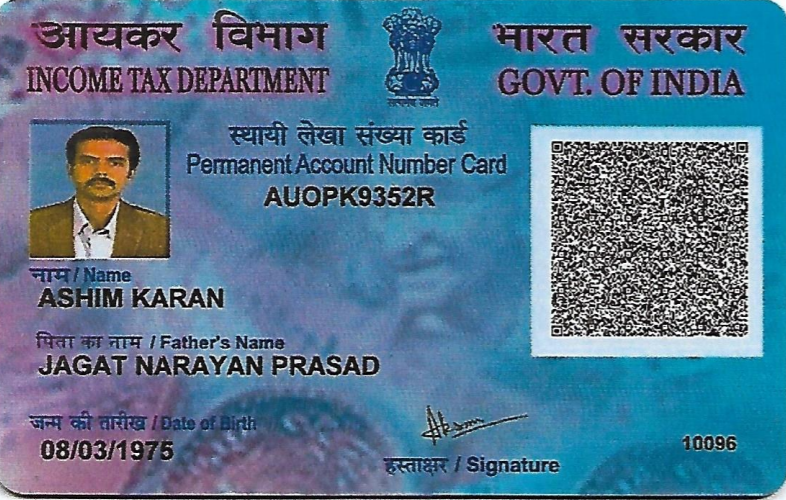 आयकर विभाग
INCOME TAX DEPARTMENT
भारत सरकार
GOVT. OF INDIA
सत्यमेव जयते
स्थायी लेखा संख्या कार्ड
Permanent Account Number Card
AUOPK9352R
नाम / Name
ASHIM KARAN
पिता का नाम / Father's Name
JAGAT NARAYAN PRASAD
जन्म की तारीख / Date of Birth
08/03/1975
हस्ताक्षर / Signature
10096